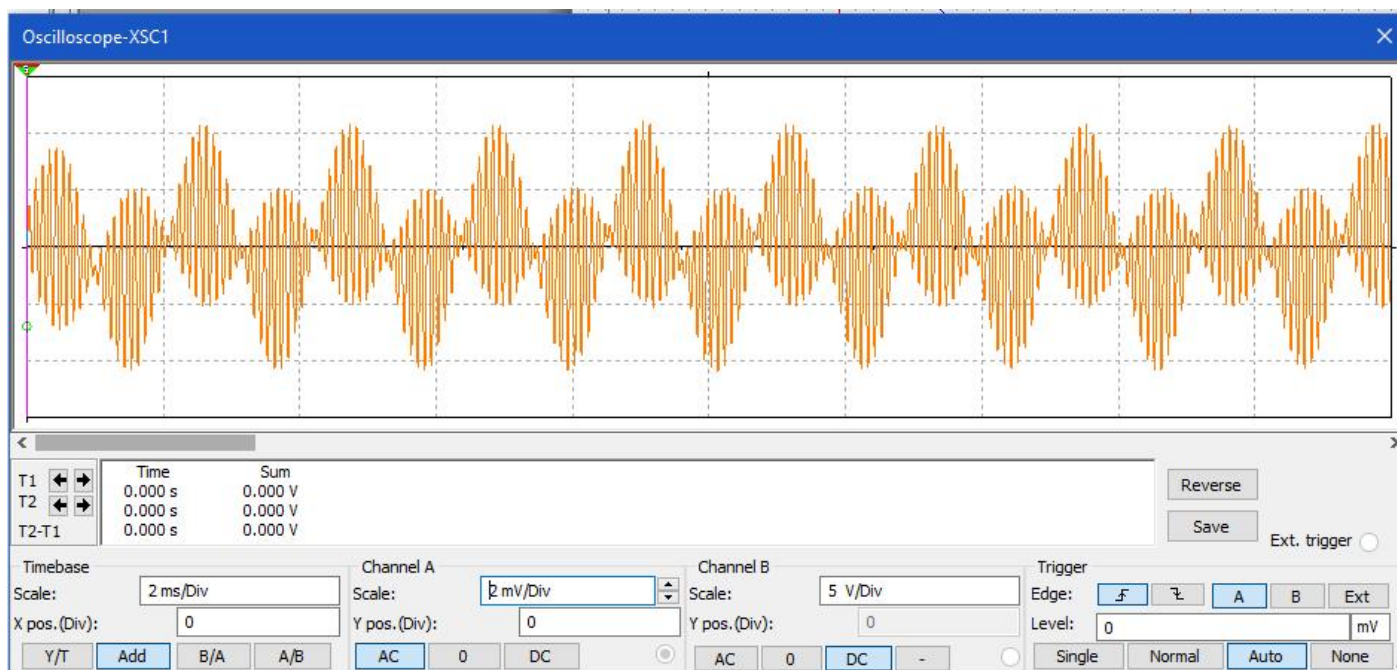 Oscilloscope-XSC1
Time Sum
T1 0.000 s 0.000 V
T2 0.000 s 0.000 V
T2-T1 0.000 s 0.000 V
Reverse
Save
Ext. trigger
Timebase Channel A Channel B Trigger
Scale: 2 ms/Div Scale: 2 mV/Div Scale: 5 V/Div Edge: A B Ext
X pos.(Div): 0 Y pos.(Div): 0 Y pos.(Div): 0 Level: 0 mV
Y/T Add B/A A/B AC 0 DC AC 0 DC - Single Normal Auto None